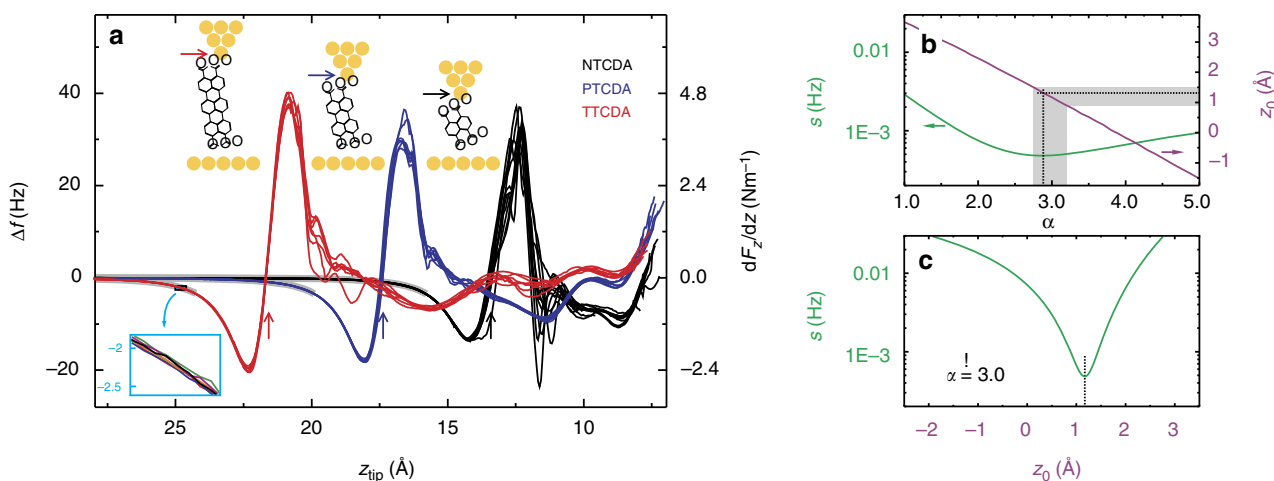 a
NTCDA
PTCDA
TTCDA
Δf (Hz)
40
20
0
−20
−2
−2.5
25
20
15
10
z_tip (Å)
4.8
2.4
0.0
−2.4
dF_z/dz (Nm⁻¹)
b
s (Hz)
0.01
1E−3
1.0
2.0
3.0
4.0
5.0
α
3
2
1
0
−1
z_0 (Å)
c
s (Hz)
0.01
1E−3
!
α = 3.0
−2
−1
0
1
2
3
z_0 (Å)